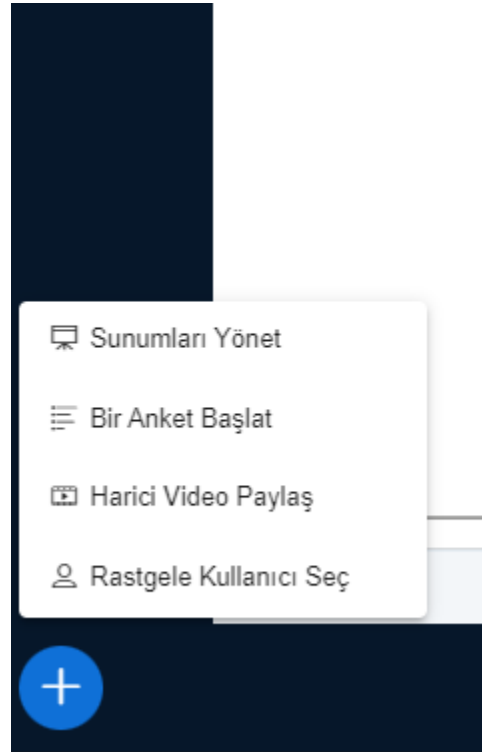 Sunumları Yönet
Bir Anket Başlat
Harici Video Paylaş
Rastgele Kullanıcı Seç